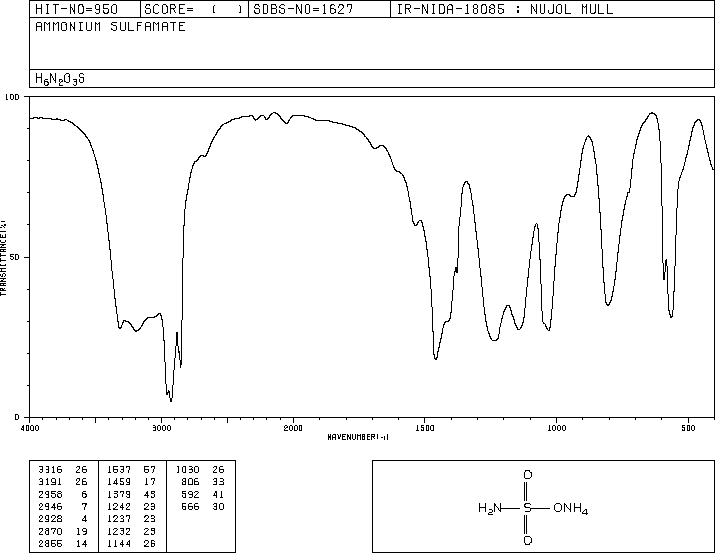 HIT-NO=950 SCORE= ( ) SDBS-NO=1627 IR-NIDA-18085 : NUJOL MULL
AMMONIUM SULFAMATE
H6N2O3S
100
50
0
TRANSMITTANCE(%)
4000 3000 2000 1500 1000 500
WAVENUMBER(-1)
3316 26 1537 57 1030 26
3191 26 1459 17 806 33
2958 6 1379 43 592 41
2946 7 1242 23 566 30
2928 4 1237 23
2870 19 1232 23
2855 14 1144 26
O
H2N S ONH4
O